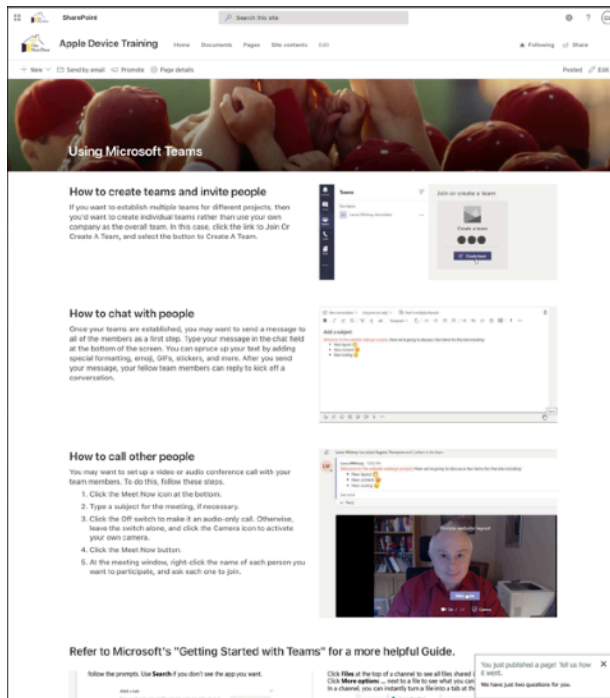 SharePoint
Search this site
Apple Device Training
Home Documents Pages Site contents Edit
Following Share
New Send by email Promote Page details
Posted Edit
Using Microsoft Teams
How to create teams and invite people
If you want to establish multiple teams for different projects, then
you'd want to create individual teams rather than use your own
company as the overall team. In this case, click the link to Join Or
Create A Team, and select the button to Create A Team.
Teams
Join or create a team
Create a team
Create team
How to chat with people
Once your teams are established, you may want to send a message to
all of the members as a first step. Type your message in the chat field
at the bottom of the screen. You can spruce up your text by adding
special formatting, emoji, GIFs, stickers, and more. After you send
your message, your fellow team members can reply to kick off a
conversation.
Add a subject
New layout
New content
New coding
How to call other people
You may want to set up a video or audio conference call with your
team members. To do this, follow these steps.
1. Click the Meet Now icon at the bottom.
2. Type a subject for the meeting, if necessary.
3. Click the Off switch to make it an audio-only call. Otherwise,
leave the switch alone, and click the Camera icon to activate
your own camera.
4. Click the Meet Now button.
5. At the meeting window, right-click the name of each person you
want to participate, and ask each one to join.
New layout
New content
New coding
Reply
Refer to Microsoft's "Getting Started with Teams" for a more helpful Guide.
follow the prompts. Use Search if you don't see the app you want.
Click Files at the top of a channel to see all files shared
Click More options ... next to a file to see what you can
In a channel, you can instantly turn a file into a tab at th
You just published a page! Tell us how
it went.
We have just two questions for you.